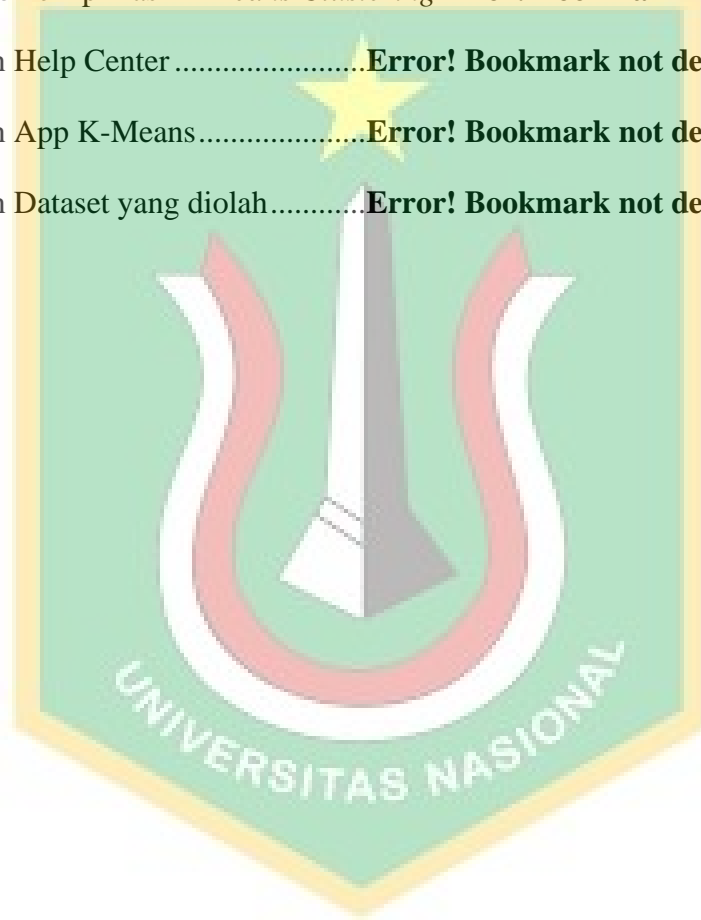 n Help Center ......................Error! Bookmark not de
n App K-Means....................Error! Bookmark not de
n Dataset yang diolah............Error! Bookmark not de
UNIVERSITAS NASIONAL